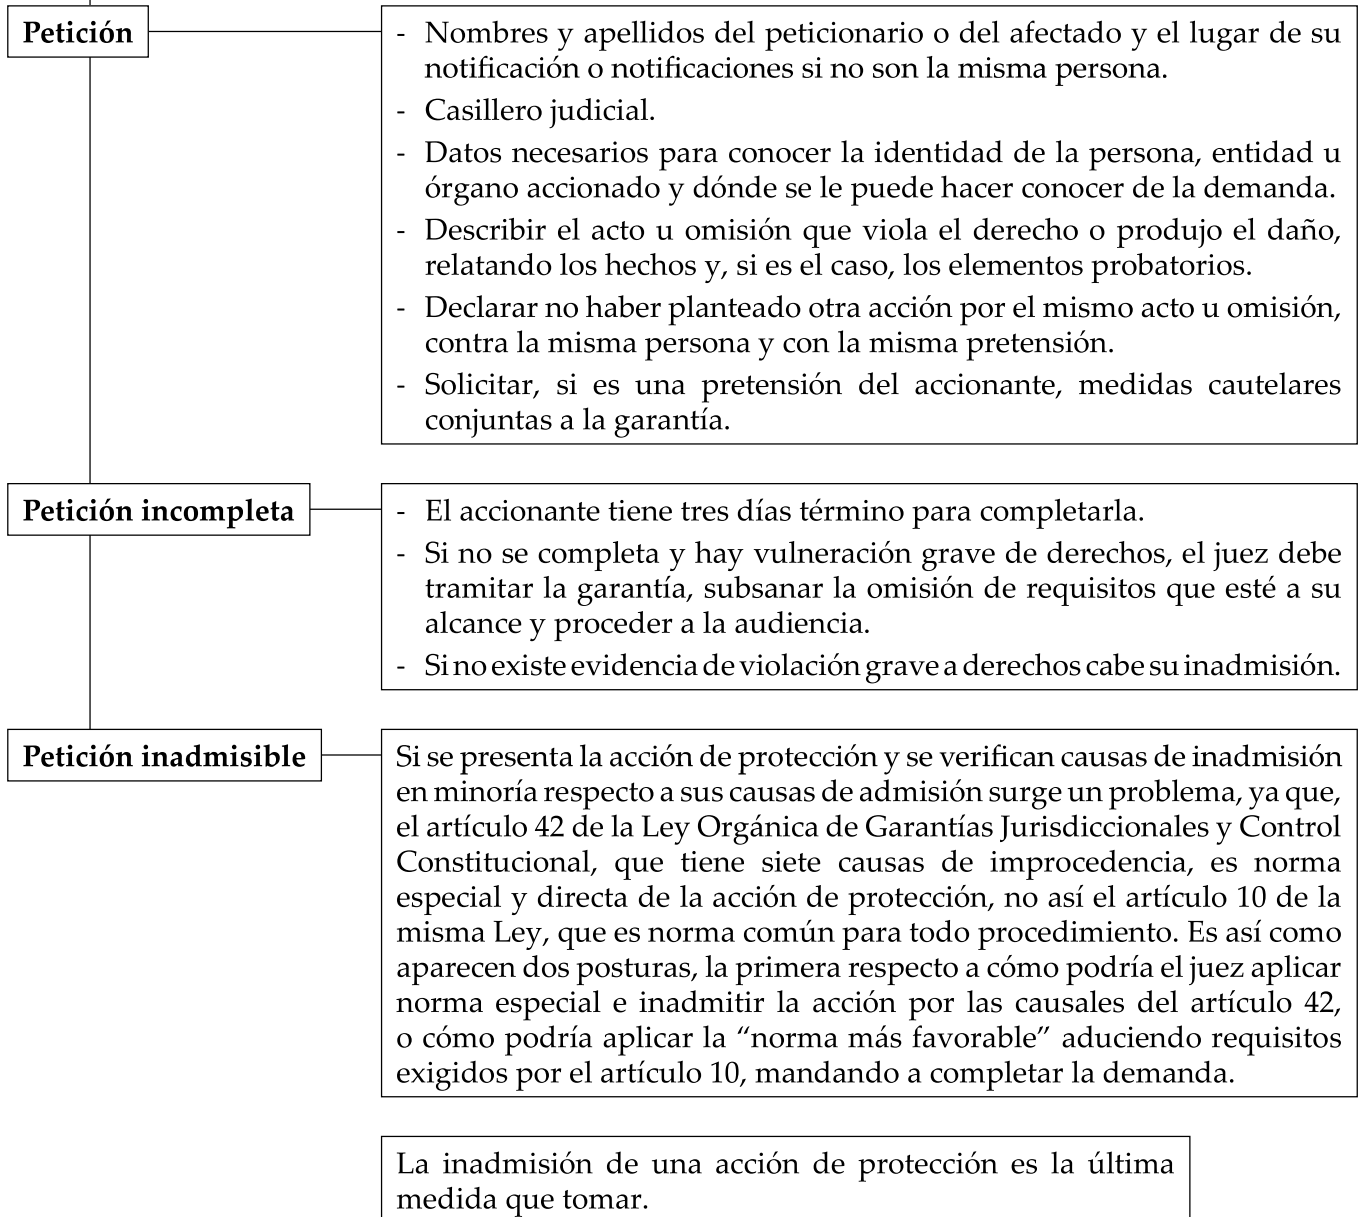 Petición
- Nombres y apellidos del peticionario o del afectado y el lugar de su
notificación o notificaciones si no son la misma persona.
- Casillero judicial.
- Datos necesarios para conocer la identidad de la persona, entidad u
órgano accionado y dónde se le puede hacer conocer de la demanda.
- Describir el acto u omisión que viola el derecho o produjo el daño,
relatando los hechos y, si es el caso, los elementos probatorios.
- Declarar no haber planteado otra acción por el mismo acto u omisión,
contra la misma persona y con la misma pretensión.
- Solicitar, si es una pretensión del accionante, medidas cautelares
conjuntas a la garantía.
Petición incompleta
- El accionante tiene tres días término para completarla.
- Si no se completa y hay vulneración grave de derechos, el juez debe
tramitar la garantía, subsanar la omisión de requisitos que esté a su
alcance y proceder a la audiencia.
- Si no existe evidencia de violación grave a derechos cabe su inadmisión.
Petición inadmisible
Si se presenta la acción de protección y se verifican causas de inadmisión
en minoría respecto a sus causas de admisión surge un problema, ya que,
el artículo 42 de la Ley Orgánica de Garantías Jurisdiccionales y Control
Constitucional, que tiene siete causas de improcedencia, es norma
especial y directa de la acción de protección, no así el artículo 10 de la
misma Ley, que es norma común para todo procedimiento. Es así como
aparecen dos posturas, la primera respecto a cómo podría el juez aplicar
norma especial e inadmitir la acción por las causales del artículo 42,
o cómo podría aplicar la “norma más favorable” aduciendo requisitos
exigidos por el artículo 10, mandando a completar la demanda.
La inadmisión de una acción de protección es la última
medida que tomar.